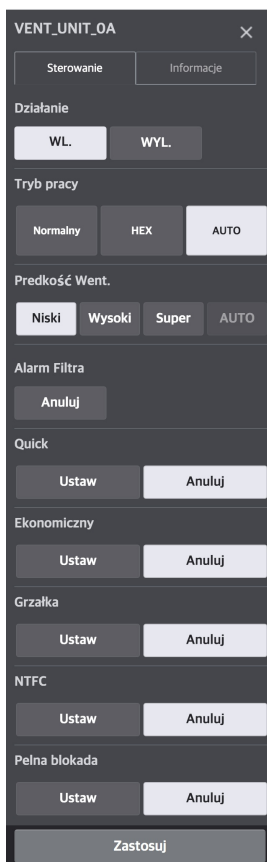 VENT_UNIT_0A ×
Sterowanie Informacje
Działanie
WL. WYL.
Tryb pracy
Normalny HEX AUTO
Predkość Went.
Niski Wysoki Super AUTO
Alarm Filtra
Anuluj
Quick
Ustaw Anuluj
Ekonomiczny
Ustaw Anuluj
Grzałka
Ustaw Anuluj
NTFC
Ustaw Anuluj
Pelna blokada
Ustaw Anuluj
Zastosuj